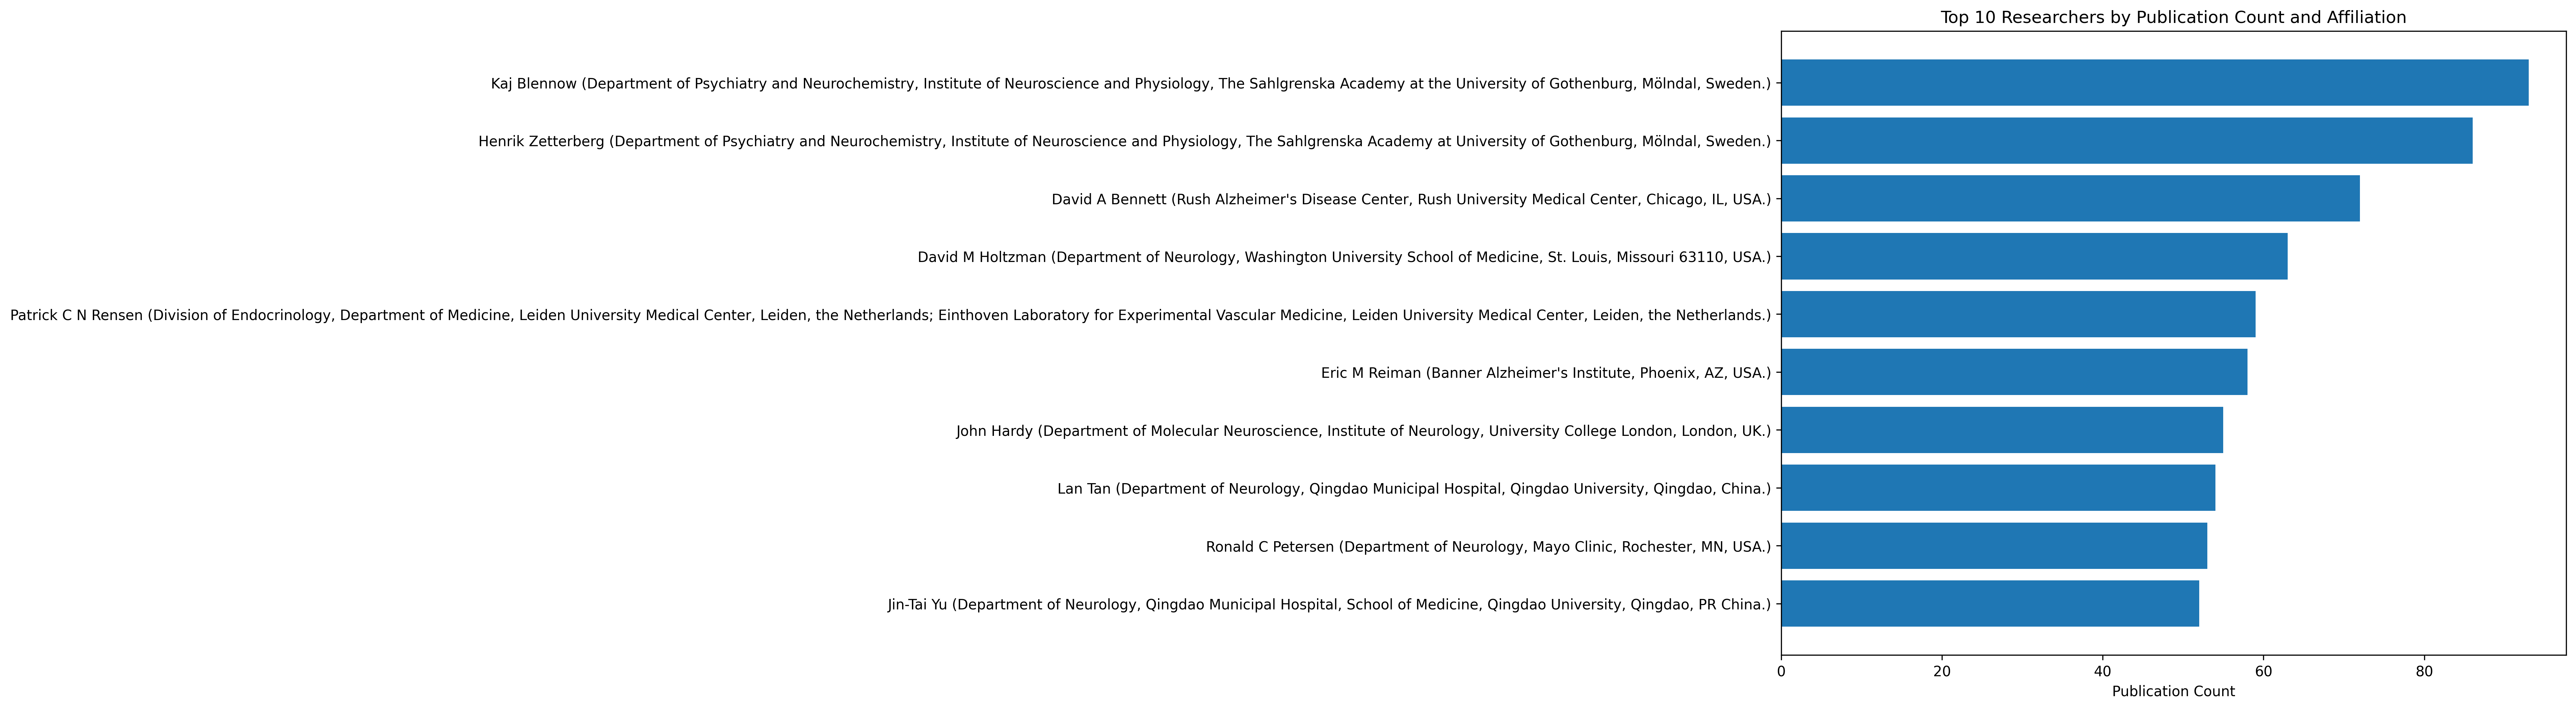 Top 10 Researchers by Publication Count and Affiliation
Kaj Blennow (Department of Psychiatry and Neurochemistry, Institute of Neuroscience and Physiology, The Sahlgrenska Academy at the University of Gothenburg, Mölndal, Sweden.)
Henrik Zetterberg (Department of Psychiatry and Neurochemistry, Institute of Neuroscience and Physiology, The Sahlgrenska Academy at University of Gothenburg, Mölndal, Sweden.)
David A Bennett (Rush Alzheimer's Disease Center, Rush University Medical Center, Chicago, IL, USA.)
David M Holtzman (Department of Neurology, Washington University School of Medicine, St. Louis, Missouri 63110, USA.)
Patrick C N Rensen (Division of Endocrinology, Department of Medicine, Leiden University Medical Center, Leiden, the Netherlands; Einthoven Laboratory for Experimental Vascular Medicine, Leiden University Medical Center, Leiden, the Netherlands.)
Eric M Reiman (Banner Alzheimer's Institute, Phoenix, AZ, USA.)
John Hardy (Department of Molecular Neuroscience, Institute of Neurology, University College London, London, UK.)
Lan Tan (Department of Neurology, Qingdao Municipal Hospital, Qingdao University, Qingdao, China.)
Ronald C Petersen (Department of Neurology, Mayo Clinic, Rochester, MN, USA.)
Jin-Tai Yu (Department of Neurology, Qingdao Municipal Hospital, School of Medicine, Qingdao University, Qingdao, PR China.)
0 20 40 60 80
Publication Count